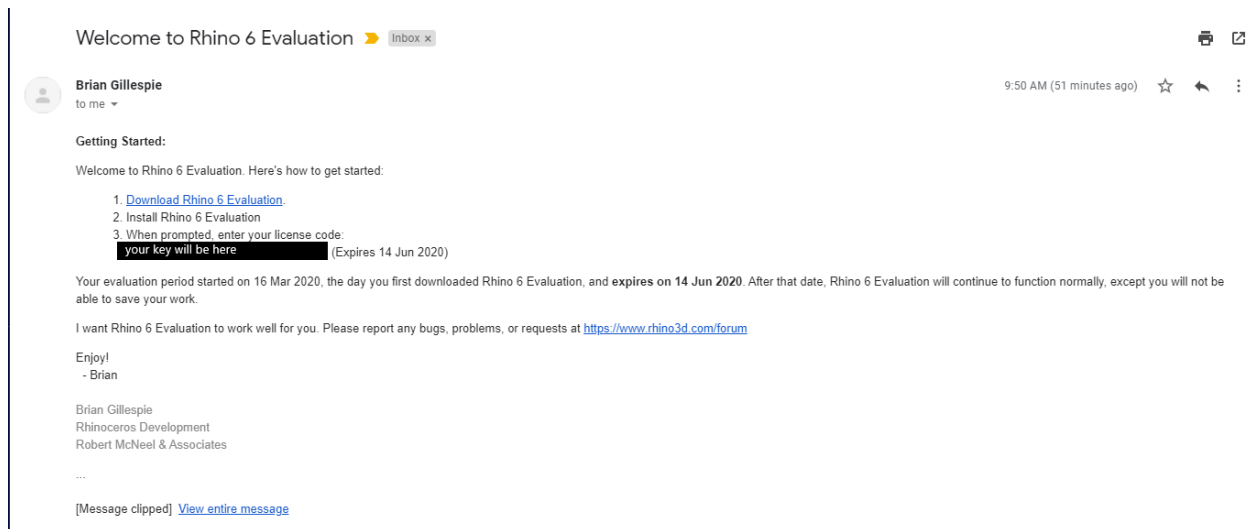 Welcome to Rhino 6 Evaluation Inbox x
Brian Gillespie 9:50 AM (51 minutes ago)
to me
Getting Started:
Welcome to Rhino 6 Evaluation. Here's how to get started:
1. Download Rhino 6 Evaluation.
2. Install Rhino 6 Evaluation
3. When prompted, enter your license code:
your key will be here (Expires 14 Jun 2020)
Your evaluation period started on 16 Mar 2020, the day you first downloaded Rhino 6 Evaluation, and expires on 14 Jun 2020. After that date, Rhino 6 Evaluation will continue to function normally, except you will not be
able to save your work.
I want Rhino 6 Evaluation to work well for you. Please report any bugs, problems, or requests at https://www.rhino3d.com/forum
Enjoy!
- Brian
Brian Gillespie
Rhinoceros Development
Robert McNeel & Associates
...
[Message clipped] View entire message